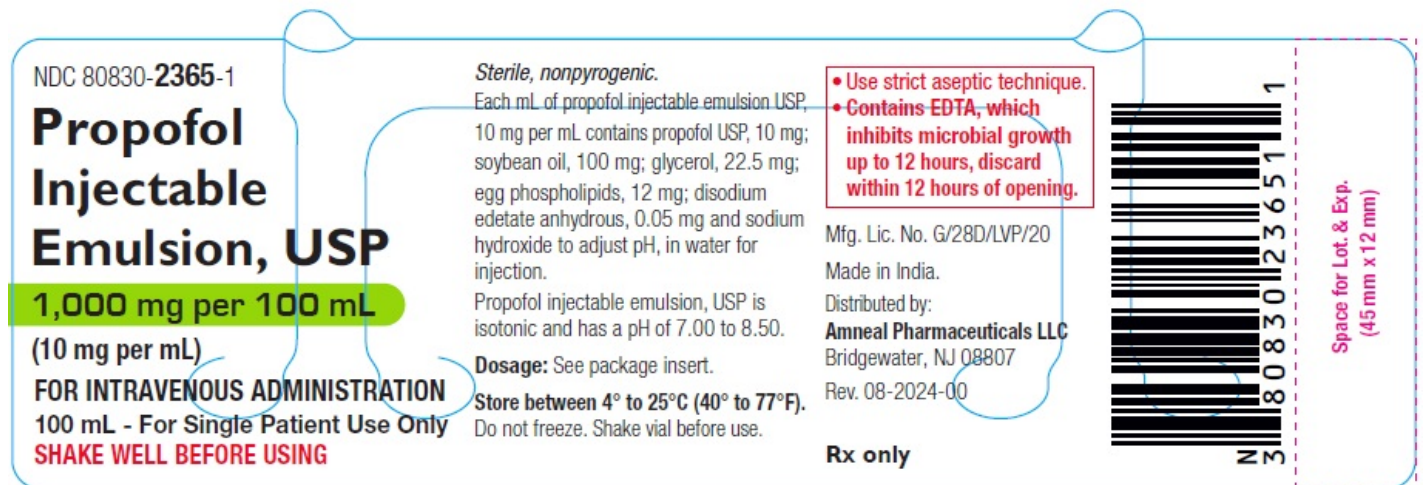 NDC 80830-2365-1
Propofol
Injectable
Emulsion, USP
1,000 mg per 100 mL
(10 mg per mL)
FOR INTRAVENOUS ADMINISTRATION
100 mL - For Single Patient Use Only
SHAKE WELL BEFORE USING
Sterile, nonpyrogenic.
Each mL of propofol injectable emulsion USP,
10 mg per mL contains propofol USP, 10 mg;
soybean oil, 100 mg; glycerol, 22.5 mg;
egg phospholipids, 12 mg; disodium
edetate anhydrous, 0.05 mg and sodium
hydroxide to adjust pH, in water for
injection.
Propofol injectable emulsion, USP is
isotonic and has a pH of 7.00 to 8.50.
Dosage: See package insert.
Store between 4° to 25°C (40° to 77°F).
Do not freeze. Shake vial before use.
• Use strict aseptic technique.
• Contains EDTA, which
inhibits microbial growth
up to 12 hours, discard
within 12 hours of opening.
Mfg. Lic. No. G/28D/LVP/20
Made in India.
Distributed by:
Amneal Pharmaceuticals LLC
Bridgewater, NJ 08807
Rev. 08-2024-00
Rx only
N
3 80830 23651 1
Space for Lot. & Exp.
(45 mm x 12 mm)